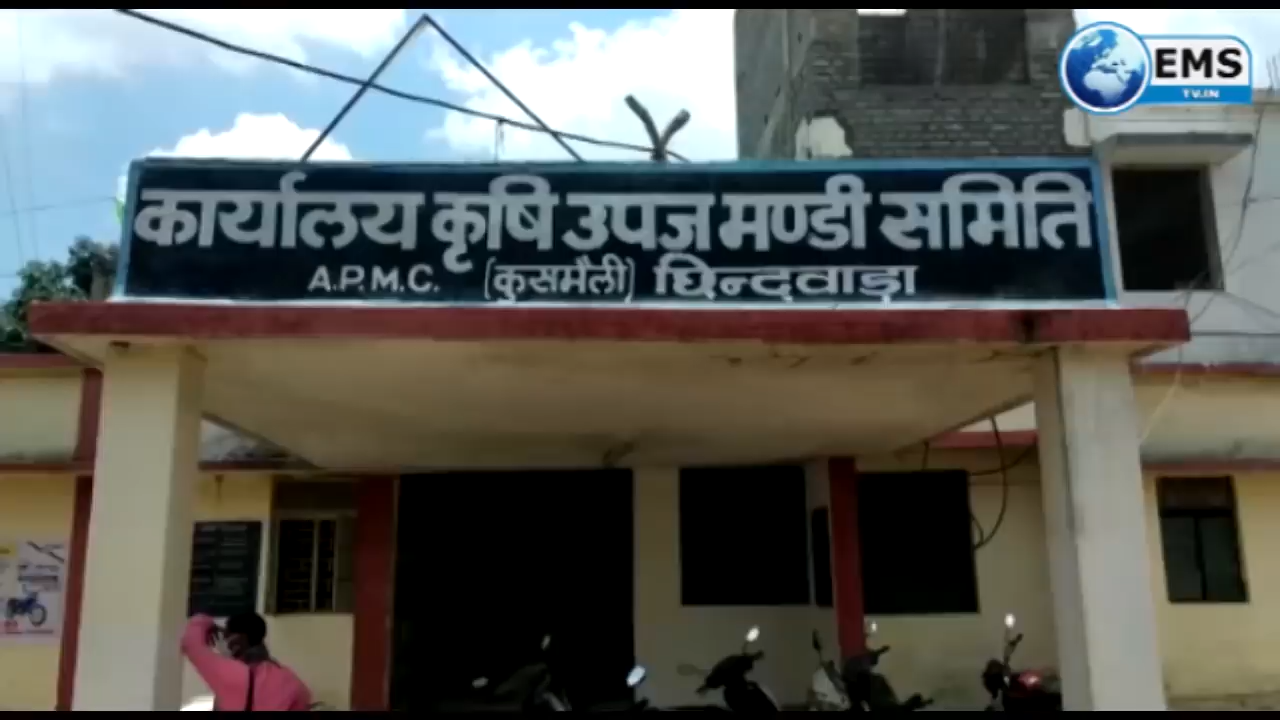 EMS
TV.IN
कार्यालय कृषि उपज मण्डी समिति
A.P.M.C. (कुसमैली) छिन्दवाड़ा